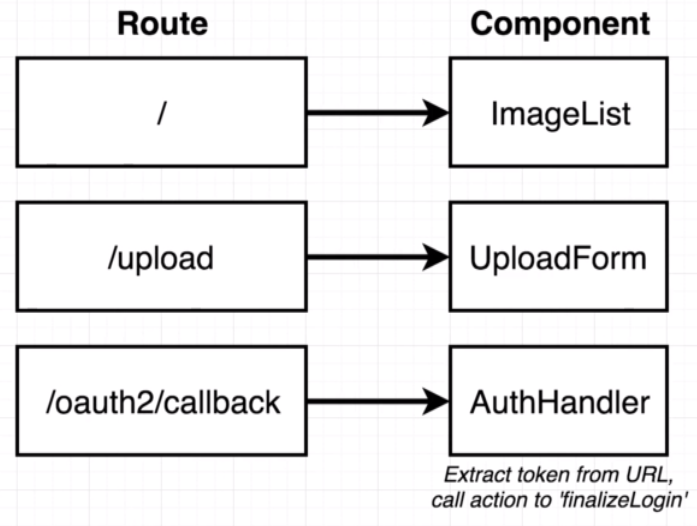 Route
Component
/
ImageList
/upload
UploadForm
/oauth2/callback
AuthHandler
Extract token from URL,
call action to 'finalizeLogin'